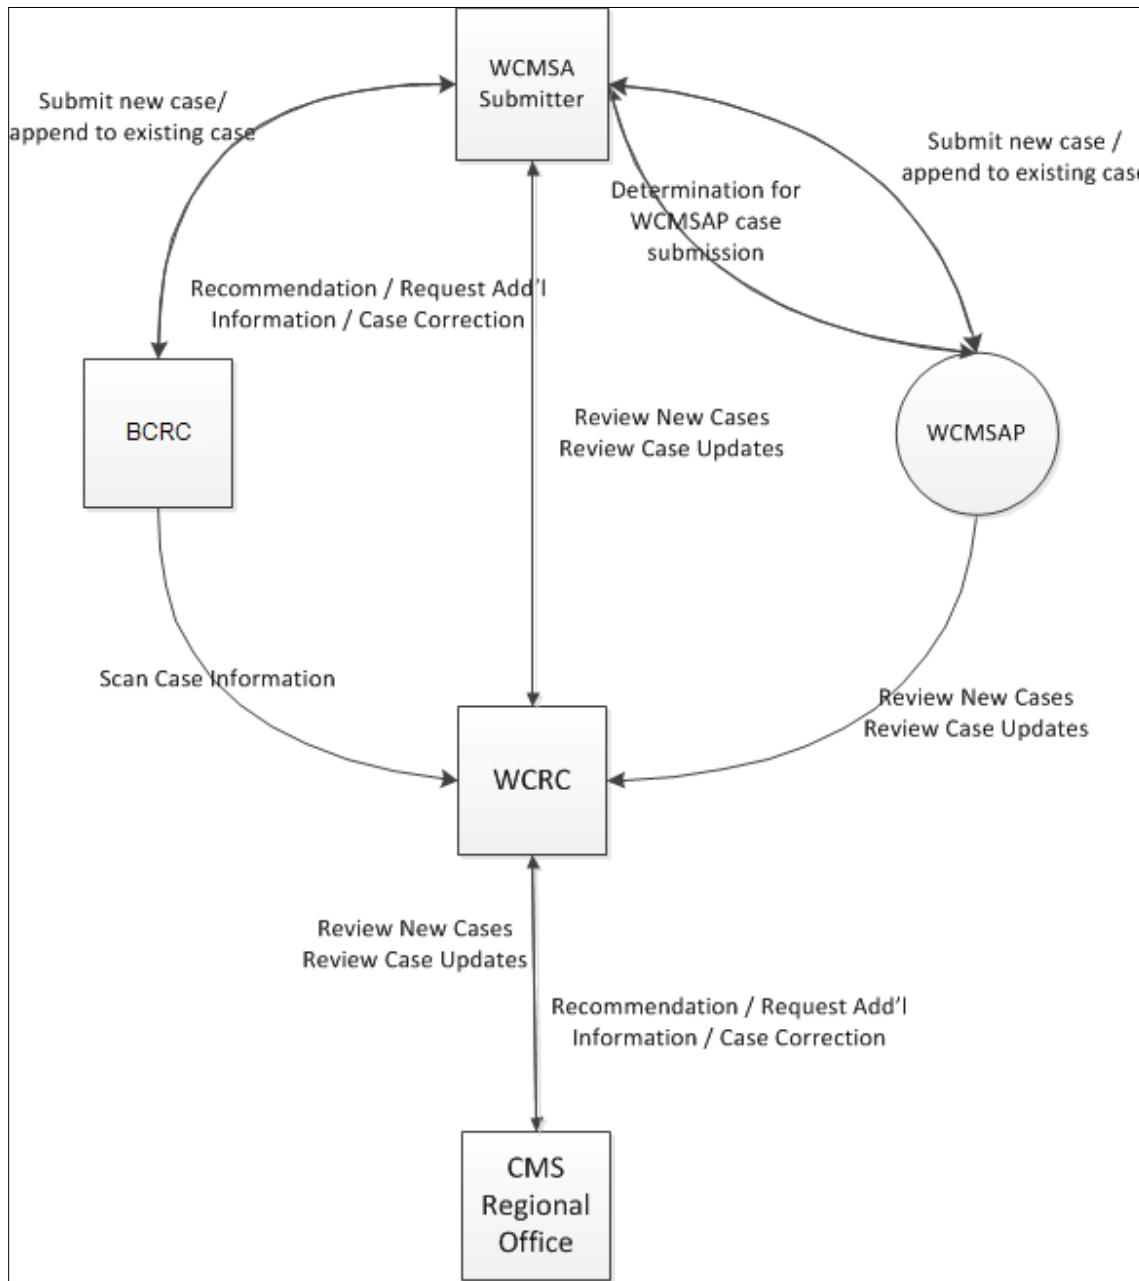 WCMSA
Submitter
Submit new case/
append to existing case
Submit new case /
append to existing case
Determination for
WCMSAP case
submission
Recommendation / Request Add'l
Information / Case Correction
BCRC
Review New Cases
Review Case Updates
WCMSAP
Scan Case Information
Review New Cases
Review Case Updates
WCRC
Review New Cases
Review Case Updates
Recommendation / Request Add'l
Information / Case Correction
CMS
Regional
Office